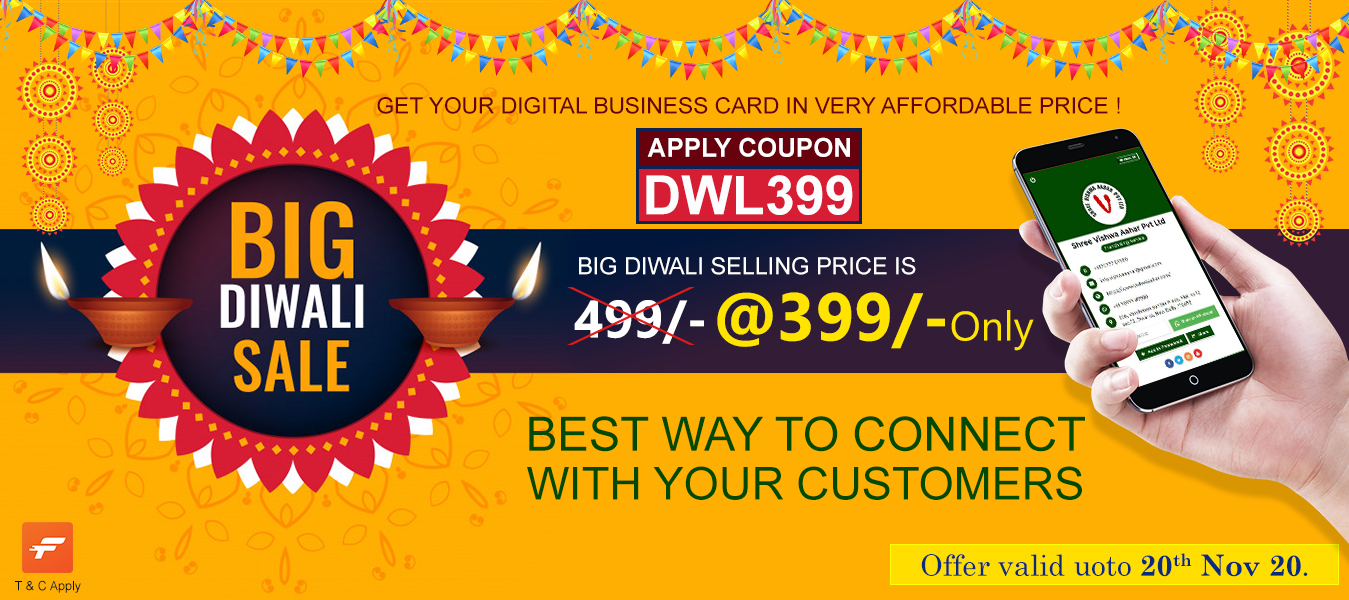 GET YOUR DIGITAL BUSINESS CARD IN VERY AFFORDABLE PRICE !
APPLY COUPON
DWL399
BIG
DIWALI
SALE
BIG DIWALI SELLING PRICE IS
499/- @399/-Only
Shree Vishwa Aahar Pvt Ltd
BEST WAY TO CONNECT
WITH YOUR CUSTOMERS
T & C Apply
Offer valid uoto 20th Nov 20.